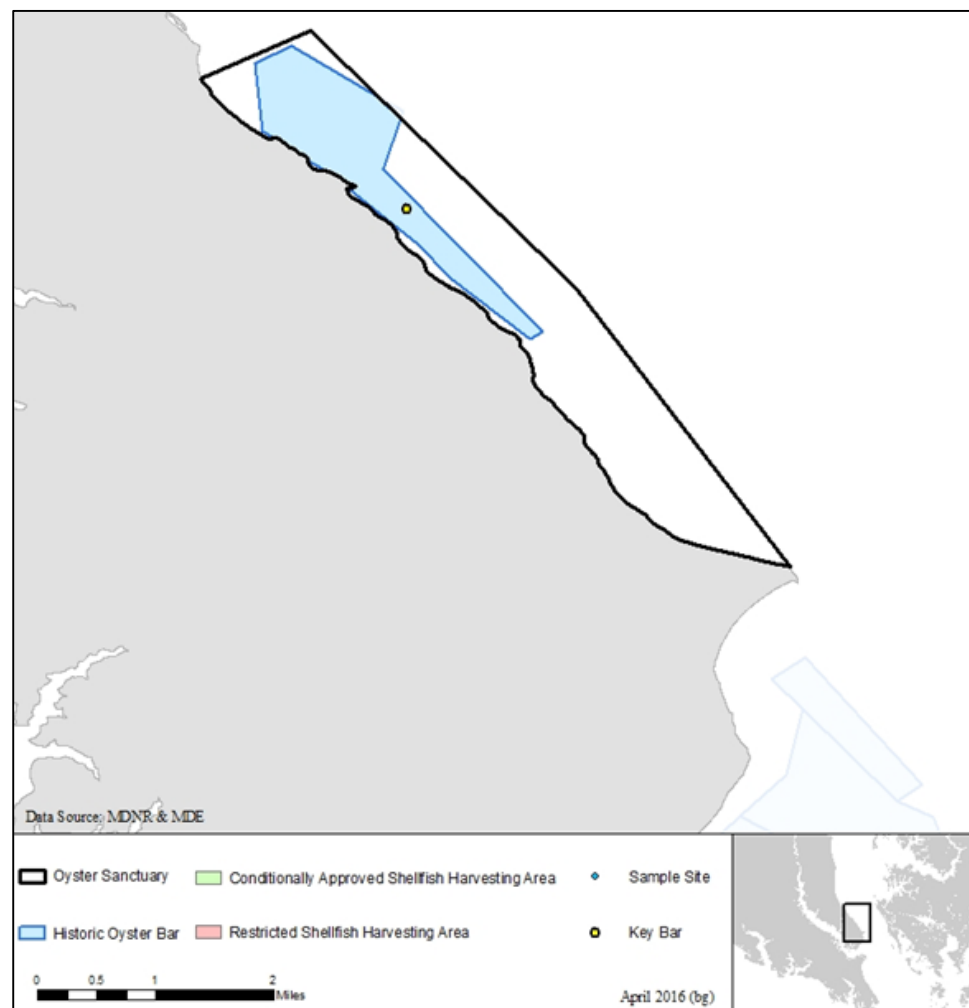 Data Source: MDNR & MDE
Oyster Sanctuary
Conditionally Approved Shellfish Harvesting Area
Sample Site
Historic Oyster Bar
Restricted Shellfish Harvesting Area
Key Bar
0 0.5 1 2
Miles
April 2016 (bg)